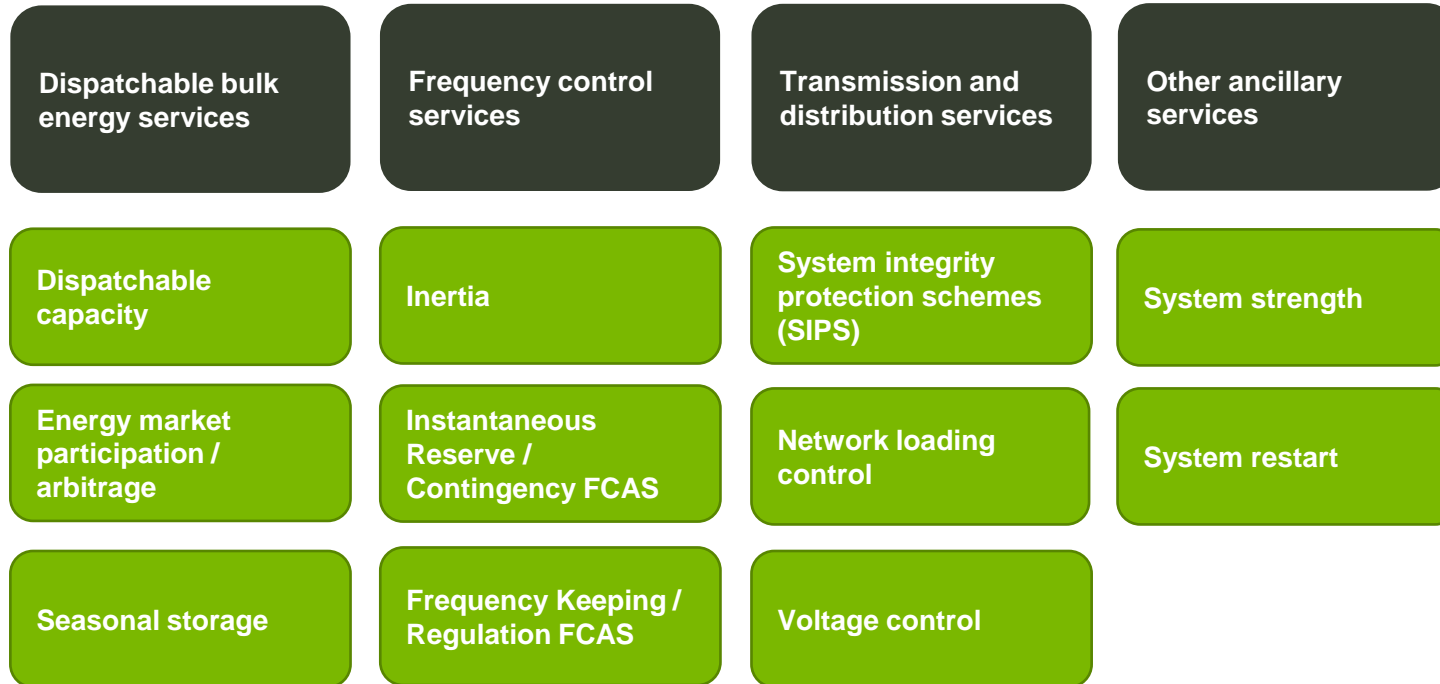 Dispatchable bulk
energy services
Frequency control
services
Transmission and
distribution services
Other ancillary
services
Dispatchable
capacity
Inertia
System integrity
protection schemes
(SIPS)
System strength
Energy market
participation /
arbitrage
Instantaneous
Reserve /
Contingency FCAS
Network loading
control
System restart
Seasonal storage
Frequency Keeping /
Regulation FCAS
Voltage control